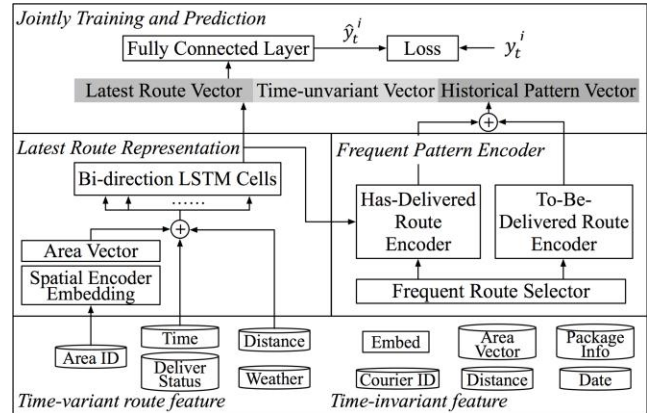 Jointly Training and Prediction
Fully Connected Layer
ŷₜⁱ
Loss
yₜⁱ
Latest Route Vector Time-unvariant Vector Historical Pattern Vector
Latest Route Representation
Bi-direction LSTM Cells
......
Area Vector
Spatial Encoder
Embedding
Frequent Pattern Encoder
Has-Delivered
Route
Encoder
To-Be-
Delivered Route
Encoder
Frequent Route Selector
Area ID
Time
Deliver
Status
Distance
Weather
Time-variant route feature
Embed
Courier ID
Area
Vector
Distance
Package
Info
Date
Time-invariant feature